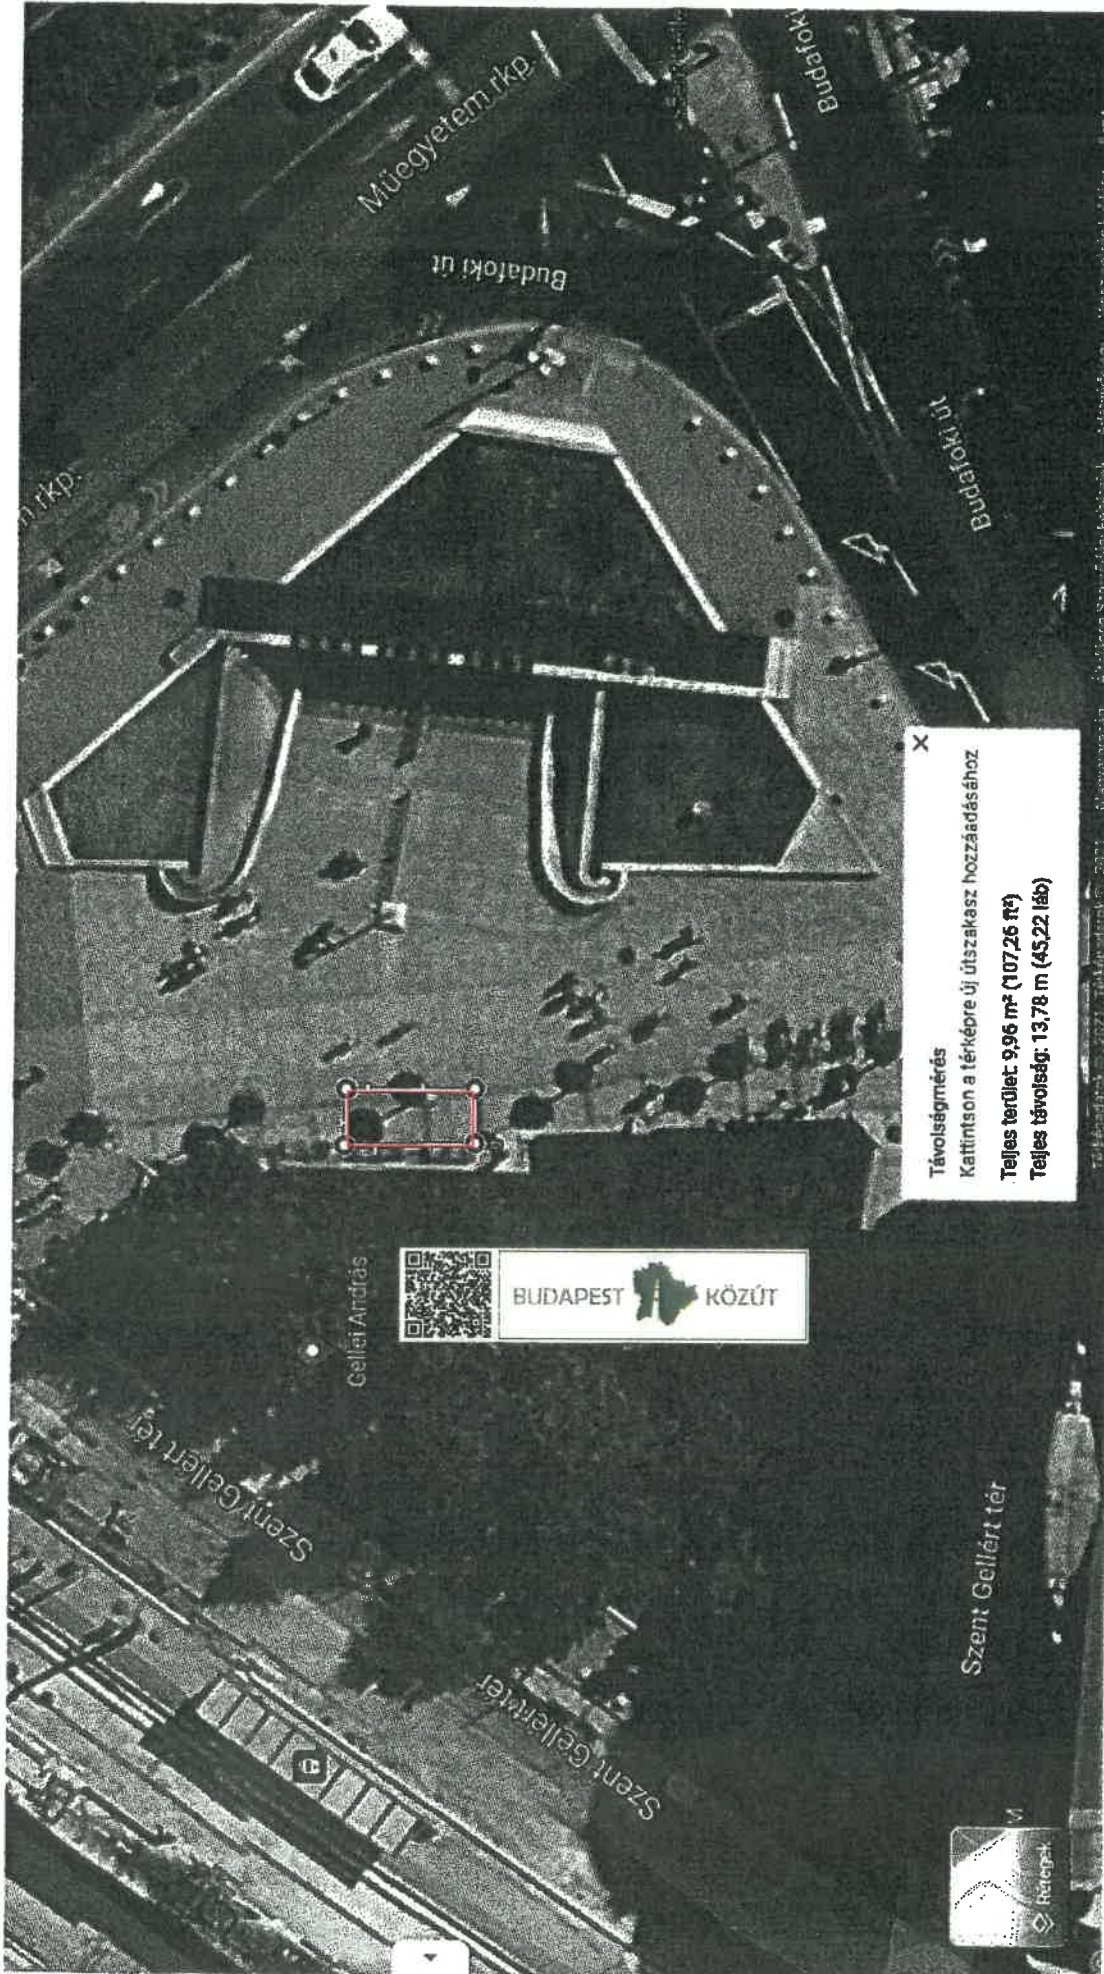 Műegyetem rkp.
Budafoki
n rkp.
Budafoki út
Budafoki út
Gellei András
BUDAPEST KÖZÚT
Szent Gellért tér
Szent Gellért tér
Szent Gellért tér
Távolságmérés
Kattintson a térképre új útszakasz hozzáadásához
Teljes terület: 9,96 m² (107,26 ft²)
Teljes távolság: 13,78 m (45,22 láb)
Rétegek
M